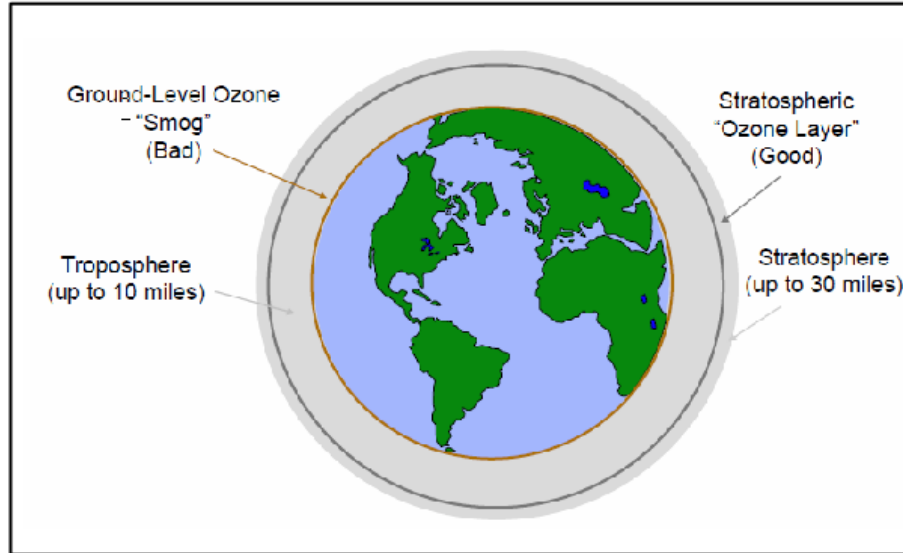 Ground-Level Ozone
– "Smog"
(Bad)
Stratospheric
"Ozone Layer"
(Good)
Troposphere
(up to 10 miles)
Stratosphere
(up to 30 miles)